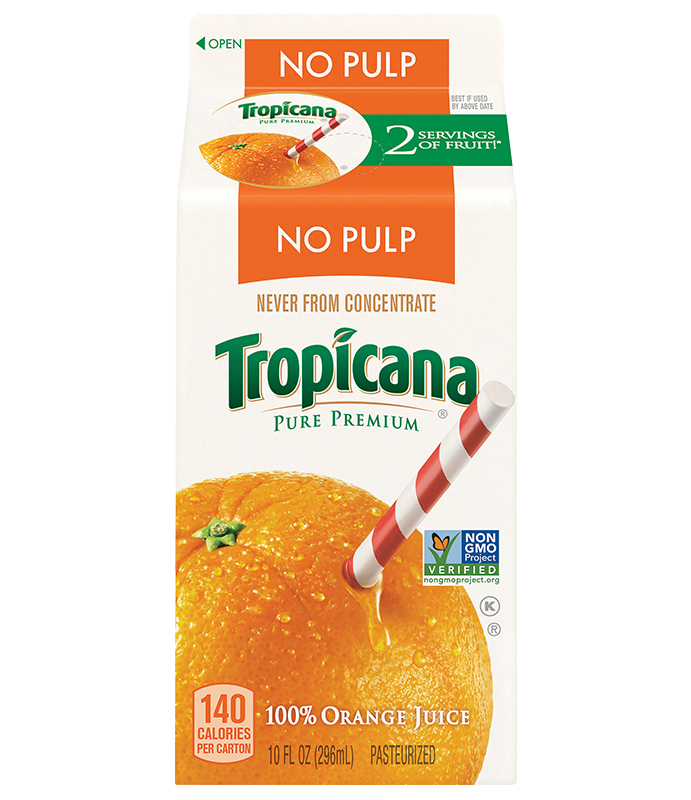 OPEN
NO PULP
BEST IF USED
BY ABOVE DATE
Tropicana
PURE PREMIUM
®
2 SERVINGS
OF FRUIT!*
NO PULP
NEVER FROM CONCENTRATE
Tropicana
®
PURE PREMIUM
NON
GMO
Project
VERIFIED
nongmoproject.org
K
®
140
CALORIES
PER CARTON
100% ORANGE JUICE
10 FL OZ (296mL) PASTEURIZED